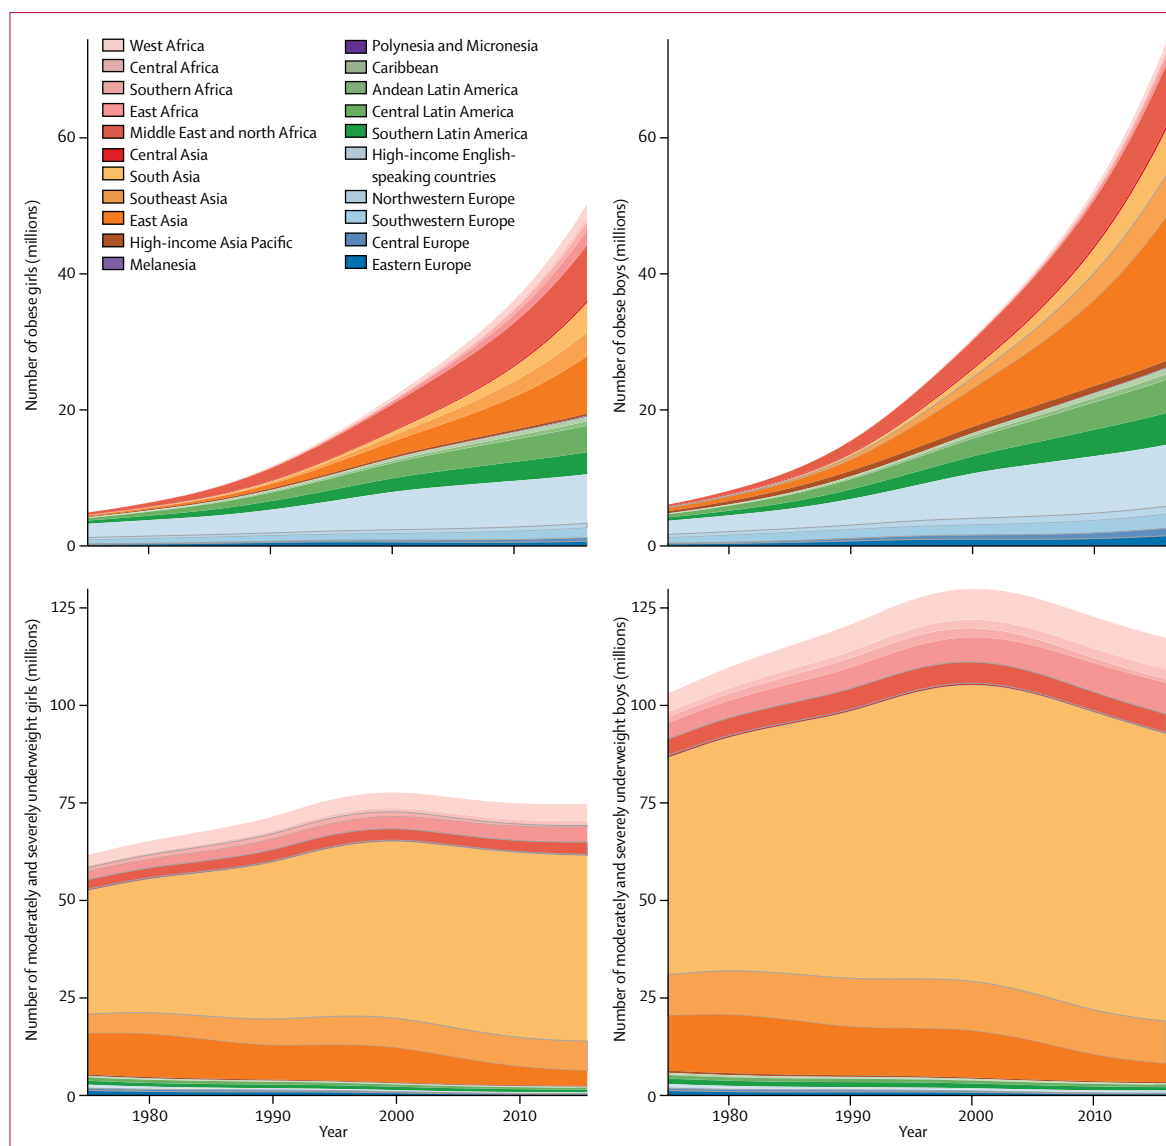 West Africa
Central Africa
Southern Africa
East Africa
Middle East and north Africa
Central Asia
South Asia
Southeast Asia
East Asia
High-income Asia Pacific
Melanesia
Polynesia and Micronesia
Caribbean
Andean Latin America
Central Latin America
Southern Latin America
High-income English-
speaking countries
Northwestern Europe
Southwestern Europe
Central Europe
Eastern Europe
Number of obese girls (millions)
60
40
20
0
Number of obese boys (millions)
60
40
20
0
Number of moderately and severely underweight girls (millions)
125
100
75
50
25
0
1980
1990
2000
2010
Year
Number of moderately and severely underweight boys (millions)
125
100
75
50
25
0
1980
1990
2000
2010
Year